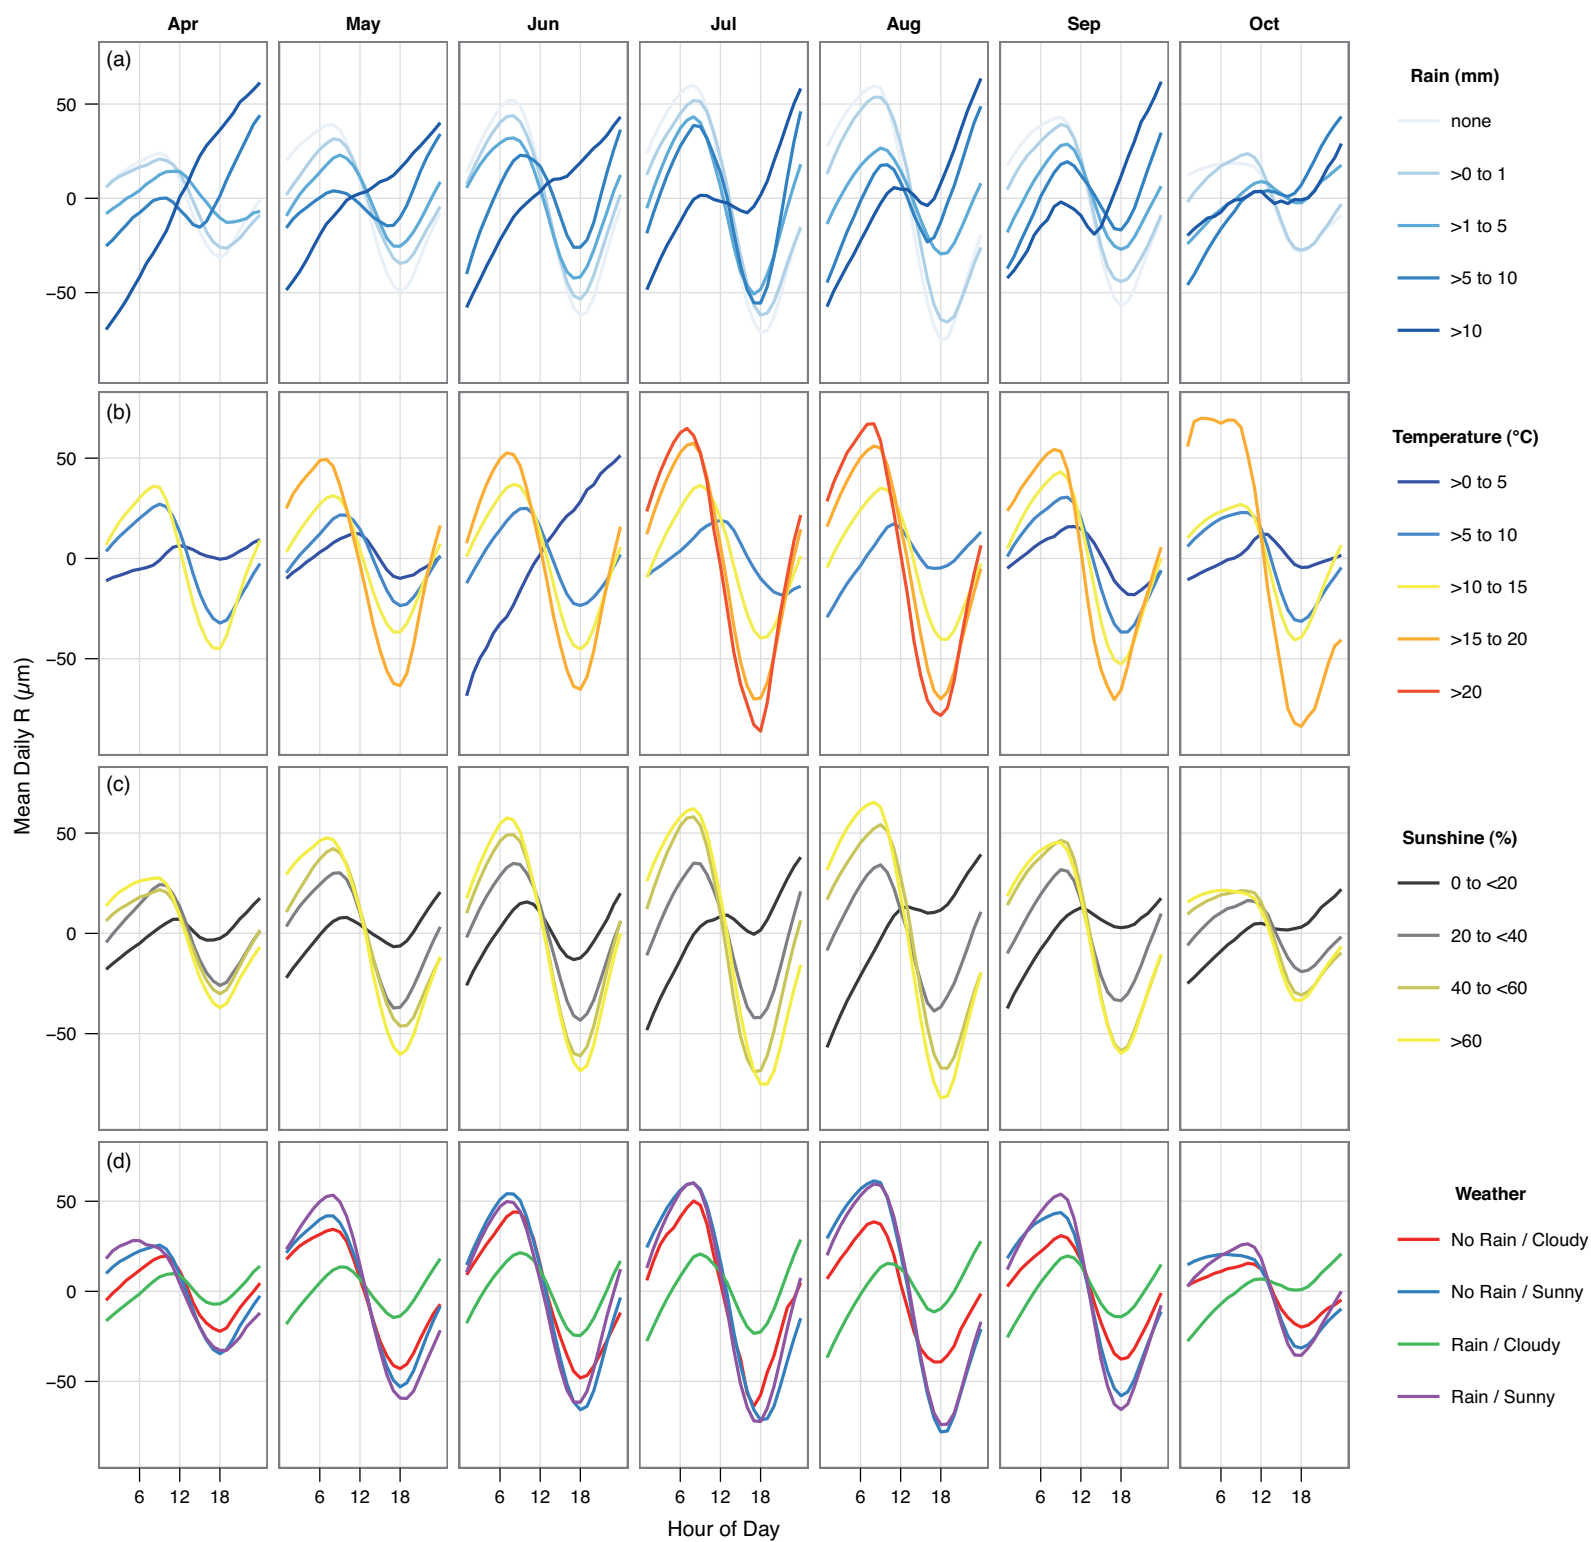 Apr May Jun Jul Aug Sep Oct
(a)
50
0
−50
Rain (mm)
none
>0 to 1
>1 to 5
>5 to 10
>10
(b)
50
0
−50
Temperature (°C)
>0 to 5
>5 to 10
>10 to 15
>15 to 20
>20
Mean Daily R (µm)
(c)
50
0
−50
Sunshine (%)
0 to <20
20 to <40
40 to <60
>60
(d)
50
0
−50
Weather
No Rain / Cloudy
No Rain / Sunny
Rain / Cloudy
Rain / Sunny
6 12 18 6 12 18 6 12 18 6 12 18 6 12 18 6 12 18 6 12 18
Hour of Day